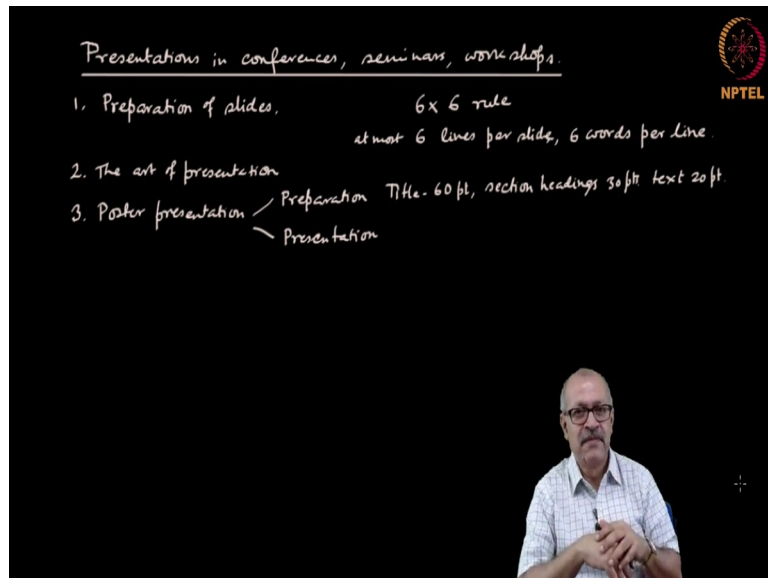 Presentations in conferences, seminars, workshops.
NPTEL
1. Preparation of slides. 6 x 6 rule
at most 6 lines per slide, 6 words per line.
2. The art of presentation
3. Poster presentation
Preparation Title - 60 pt, section headings 30 pt text 20 pt.
Presentation